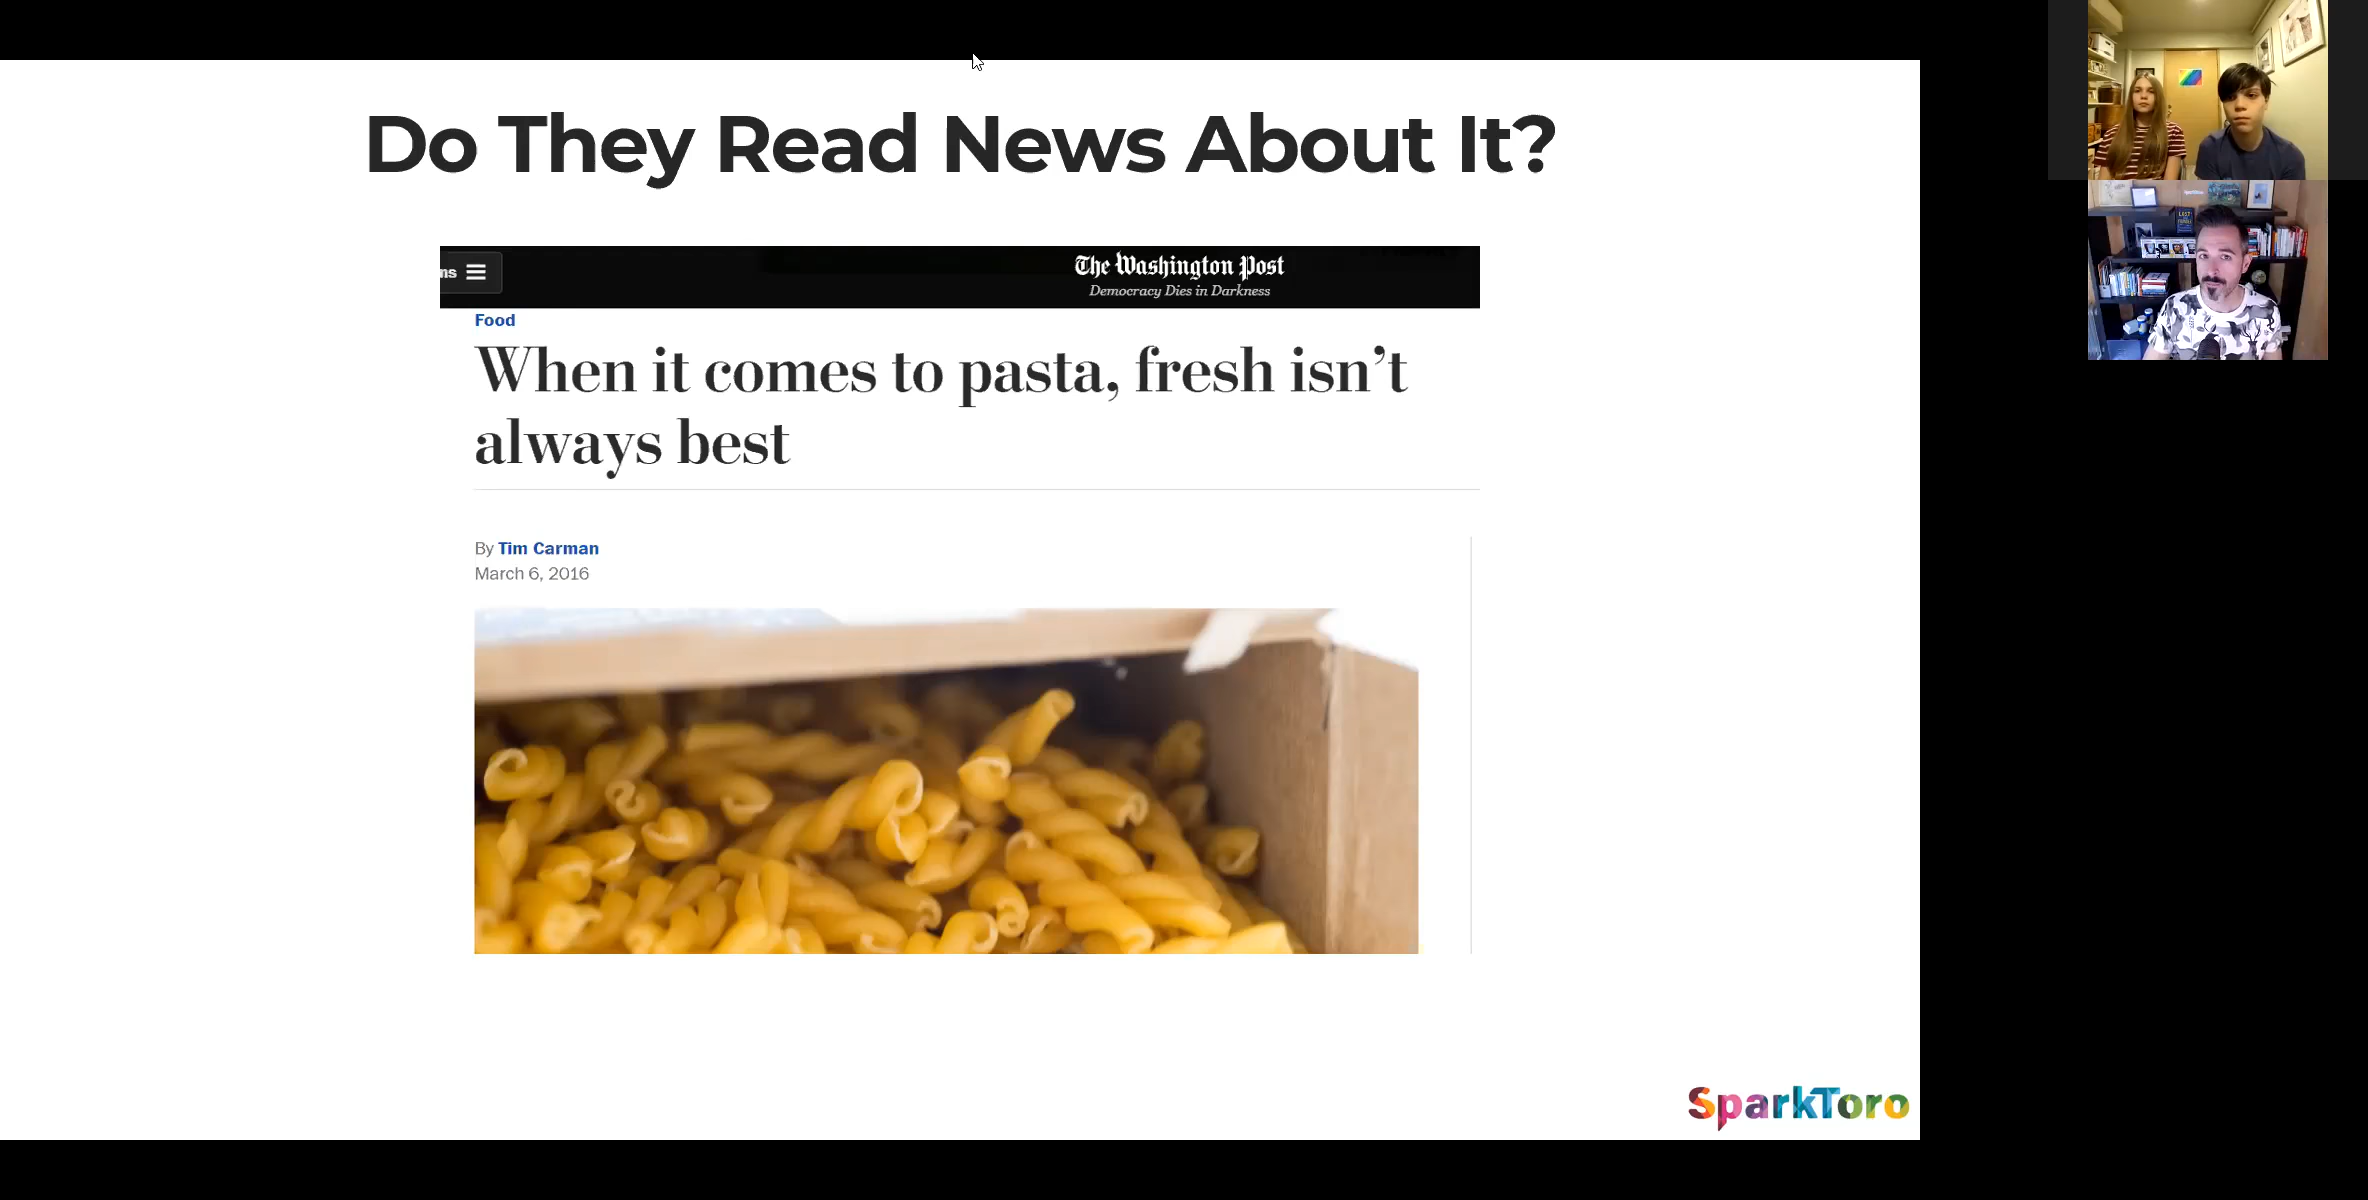 Do They Read News About It?
ns
The Washington Post
Democracy Dies in Darkness
Food
When it comes to pasta, fresh isn’t
always best
By Tim Carman
March 6, 2016
SparkToro